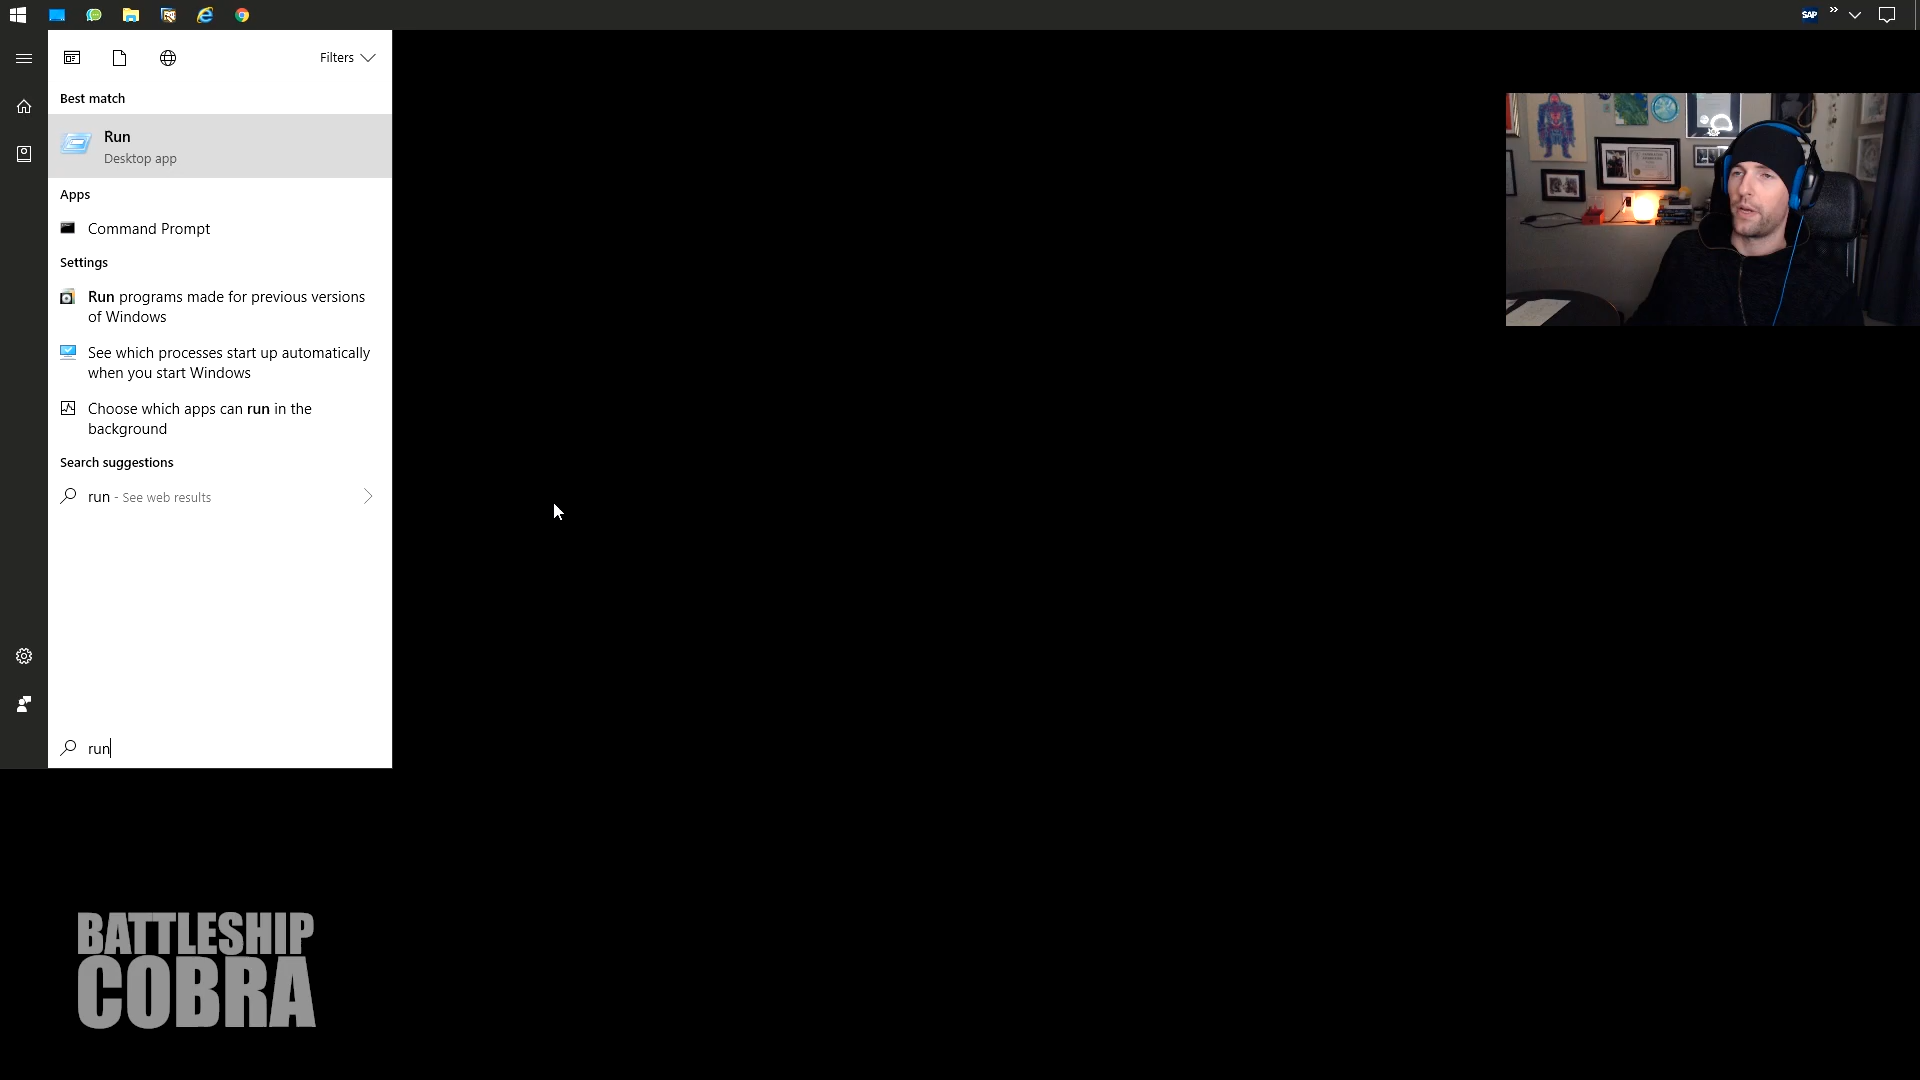 SAP
Filters
Best match
Run
Desktop app
Apps
Command Prompt
Settings
Run programs made for previous versions
of Windows
See which processes start up automatically
when you start Windows
Choose which apps can run in the
background
Search suggestions
run - See web results
run
BATTLESHIP
COBRA